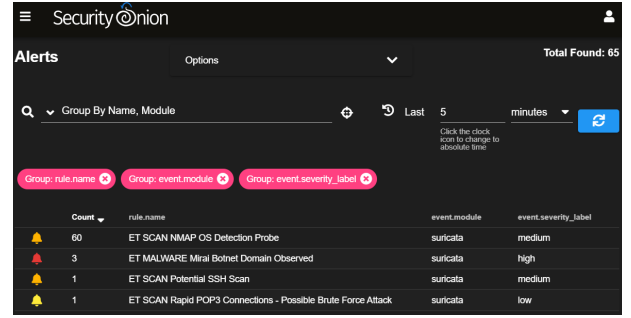 Security Onion
Alerts
Options
Total Found: 65
Group By Name, Module
Last
5
minutes
Click the clock
icon to change to
absolute time
Group: rule.name
Group: event.module
Group: event.severity_label
Count rule.name event.module event.severity_label
60 ET SCAN NMAP OS Detection Probe suricata medium
3 ET MALWARE Mirai Botnet Domain Observed suricata high
1 ET SCAN Potential SSH Scan suricata medium
1 ET SCAN Rapid POP3 Connections - Possible Brute Force Attack suricata low